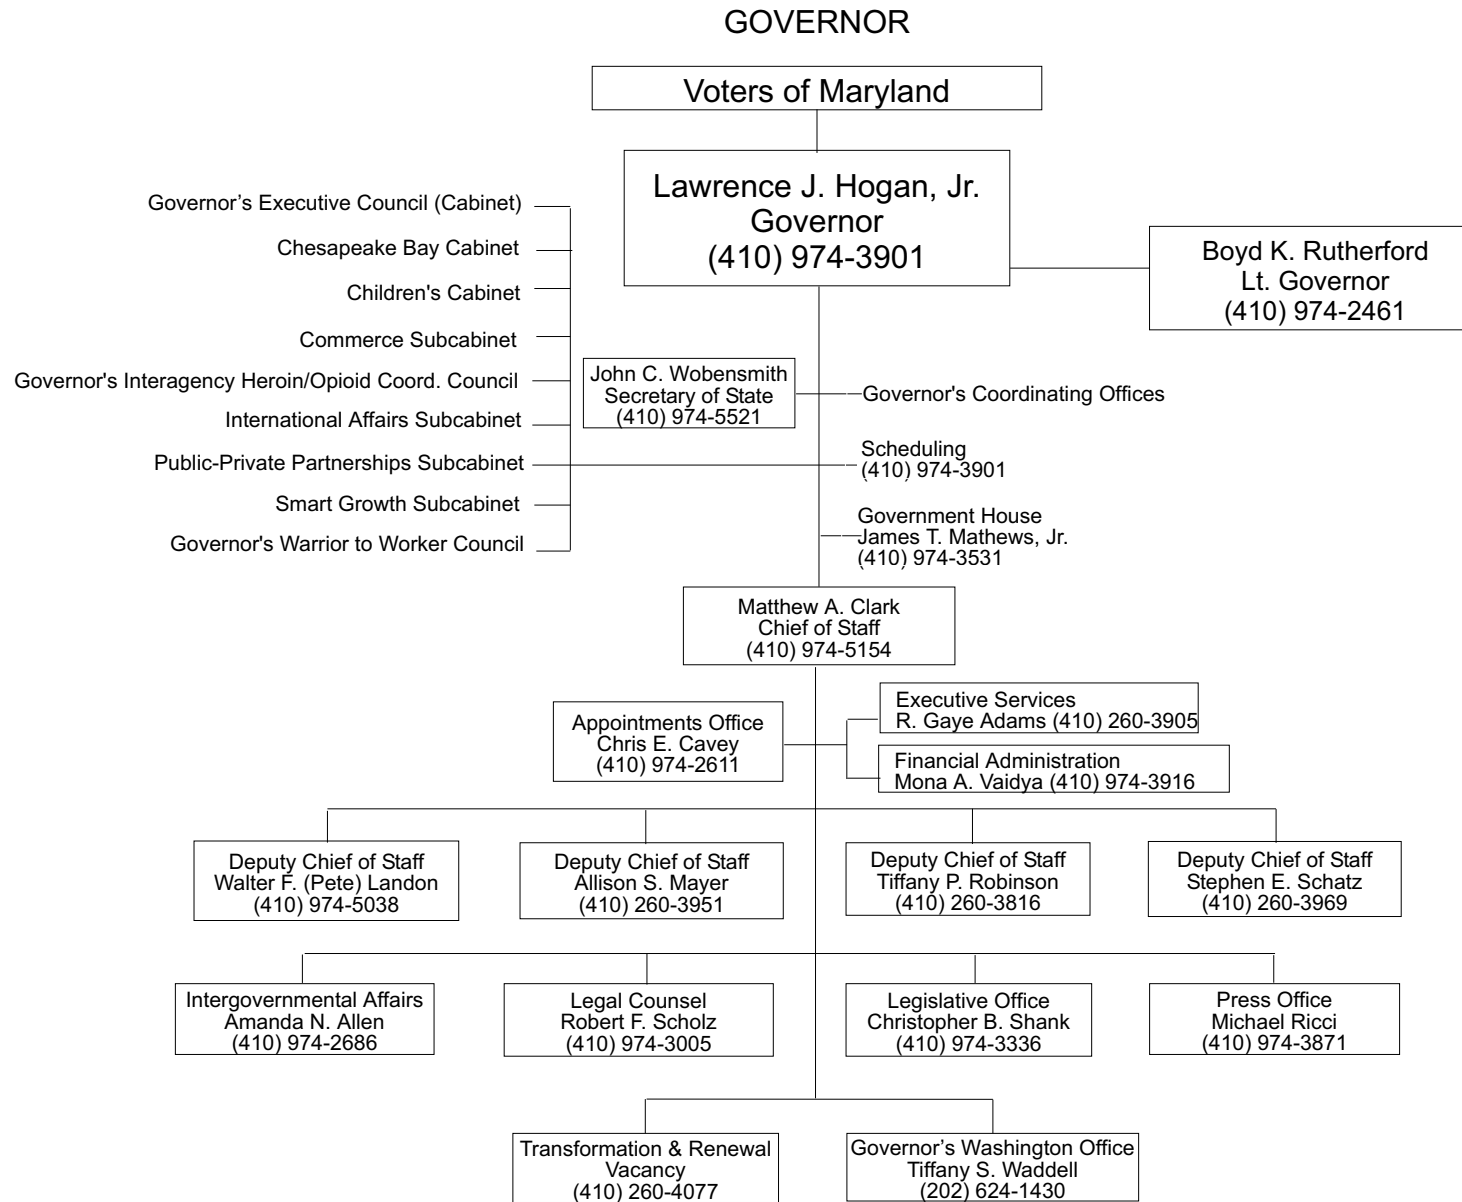 GOVERNOR
Voters of Maryland
Lawrence J. Hogan, Jr.
Governor
(410) 974-3901
Boyd K. Rutherford
Lt. Governor
(410) 974-2461
Governor’s Executive Council (Cabinet)
Chesapeake Bay Cabinet
Children's Cabinet
Commerce Subcabinet
Governor's Interagency Heroin/Opioid Coord. Council
International Affairs Subcabinet
Public-Private Partnerships Subcabinet
Smart Growth Subcabinet
Governor's Warrior to Worker Council
John C. Wobensmith
Secretary of State
(410) 974-5521
Governor's Coordinating Offices
Scheduling
(410) 974-3901
Government House
James T. Mathews, Jr.
(410) 974-3531
Matthew A. Clark
Chief of Staff
(410) 974-5154
Appointments Office
Chris E. Cavey
(410) 974-2611
Executive Services
R. Gaye Adams (410) 260-3905
Financial Administration
Mona A. Vaidya (410) 974-3916
Deputy Chief of Staff
Walter F. (Pete) Landon
(410) 974-5038
Deputy Chief of Staff
Allison S. Mayer
(410) 260-3951
Deputy Chief of Staff
Tiffany P. Robinson
(410) 260-3816
Deputy Chief of Staff
Stephen E. Schatz
(410) 260-3969
Intergovernmental Affairs
Amanda N. Allen
(410) 974-2686
Legal Counsel
Robert F. Scholz
(410) 974-3005
Legislative Office
Christopher B. Shank
(410) 974-3336
Press Office
Michael Ricci
(410) 974-3871
Transformation & Renewal
Vacancy
(410) 260-4077
Governor’s Washington Office
Tiffany S. Waddell
(202) 624-1430